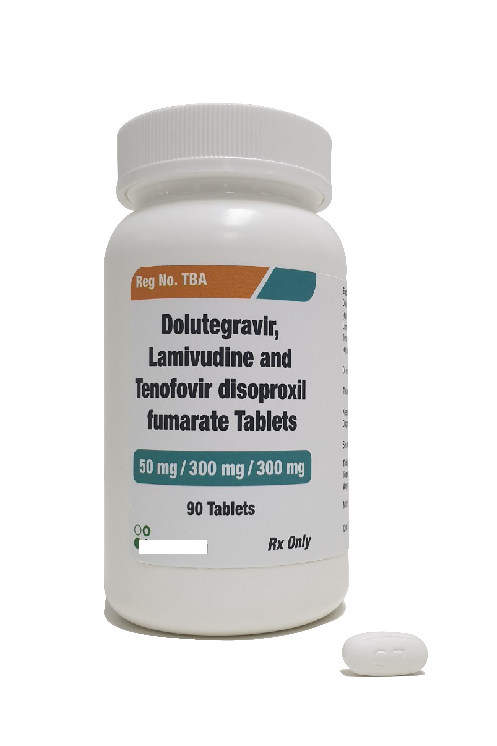 Reg No. TBA
Dolutegravir,
Lamivudine and
Tenofovir disoproxil
fumarate Tablets
50 mg / 300 mg / 300 mg
90 Tablets
Rx Only